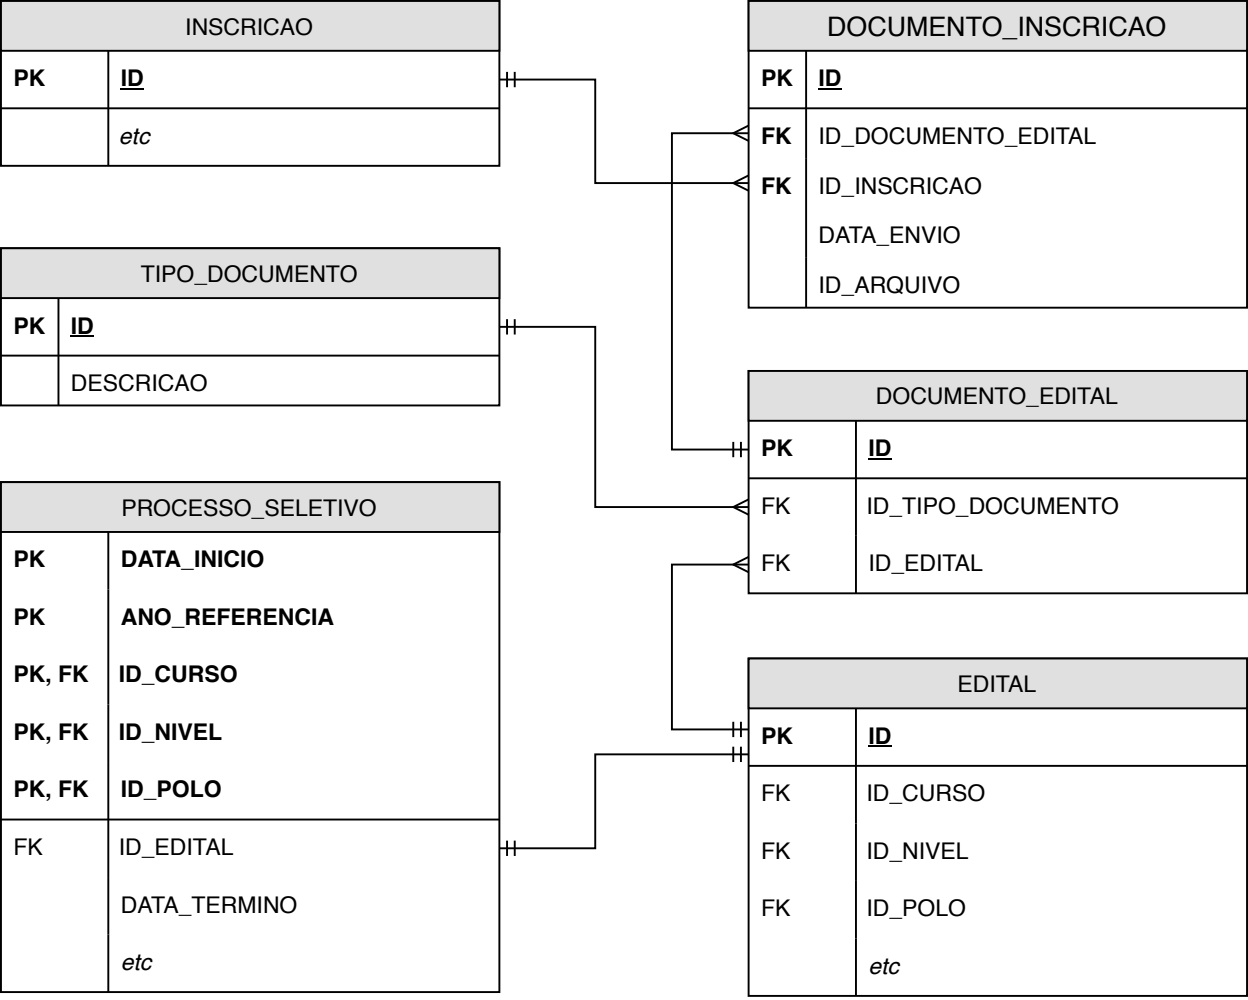 INSCRICAO
PK ID
etc
TIPO_DOCUMENTO
PK ID
DESCRICAO
PROCESSO_SELETIVO
PK DATA_INICIO
PK ANO_REFERENCIA
PK, FK ID_CURSO
PK, FK ID_NIVEL
PK, FK ID_POLO
FK ID_EDITAL
DATA_TERMINO
etc
DOCUMENTO_INSCRICAO
PK ID
FK ID_DOCUMENTO_EDITAL
FK ID_INSCRICAO
DATA_ENVIO
ID_ARQUIVO
DOCUMENTO_EDITAL
PK ID
FK ID_TIPO_DOCUMENTO
FK ID_EDITAL
EDITAL
PK ID
FK ID_CURSO
FK ID_NIVEL
FK ID_POLO
etc